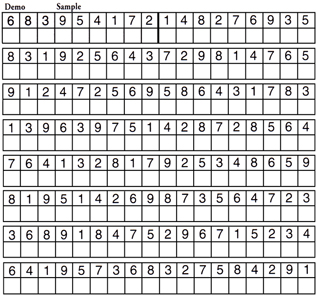 Demo Sample
6 8 3 9 5 4 1 7 2 1 4 8 2 7 6 9 3 5
8 3 1 9 2 5 6 4 3 7 2 9 8 1 4 7 6 5
9 1 2 4 7 2 5 6 9 5 8 6 4 3 1 7 8 3
1 3 9 6 3 9 7 5 1 4 2 8 7 2 8 5 6 4
7 6 4 1 3 2 8 1 7 9 2 5 3 4 8 6 5 9
8 1 9 5 1 4 2 6 9 8 7 3 5 6 4 7 2 3
3 6 8 9 1 8 4 7 5 2 9 6 7 1 5 2 3 4
6 4 1 9 5 7 3 6 8 3 2 7 5 8 4 2 9 1